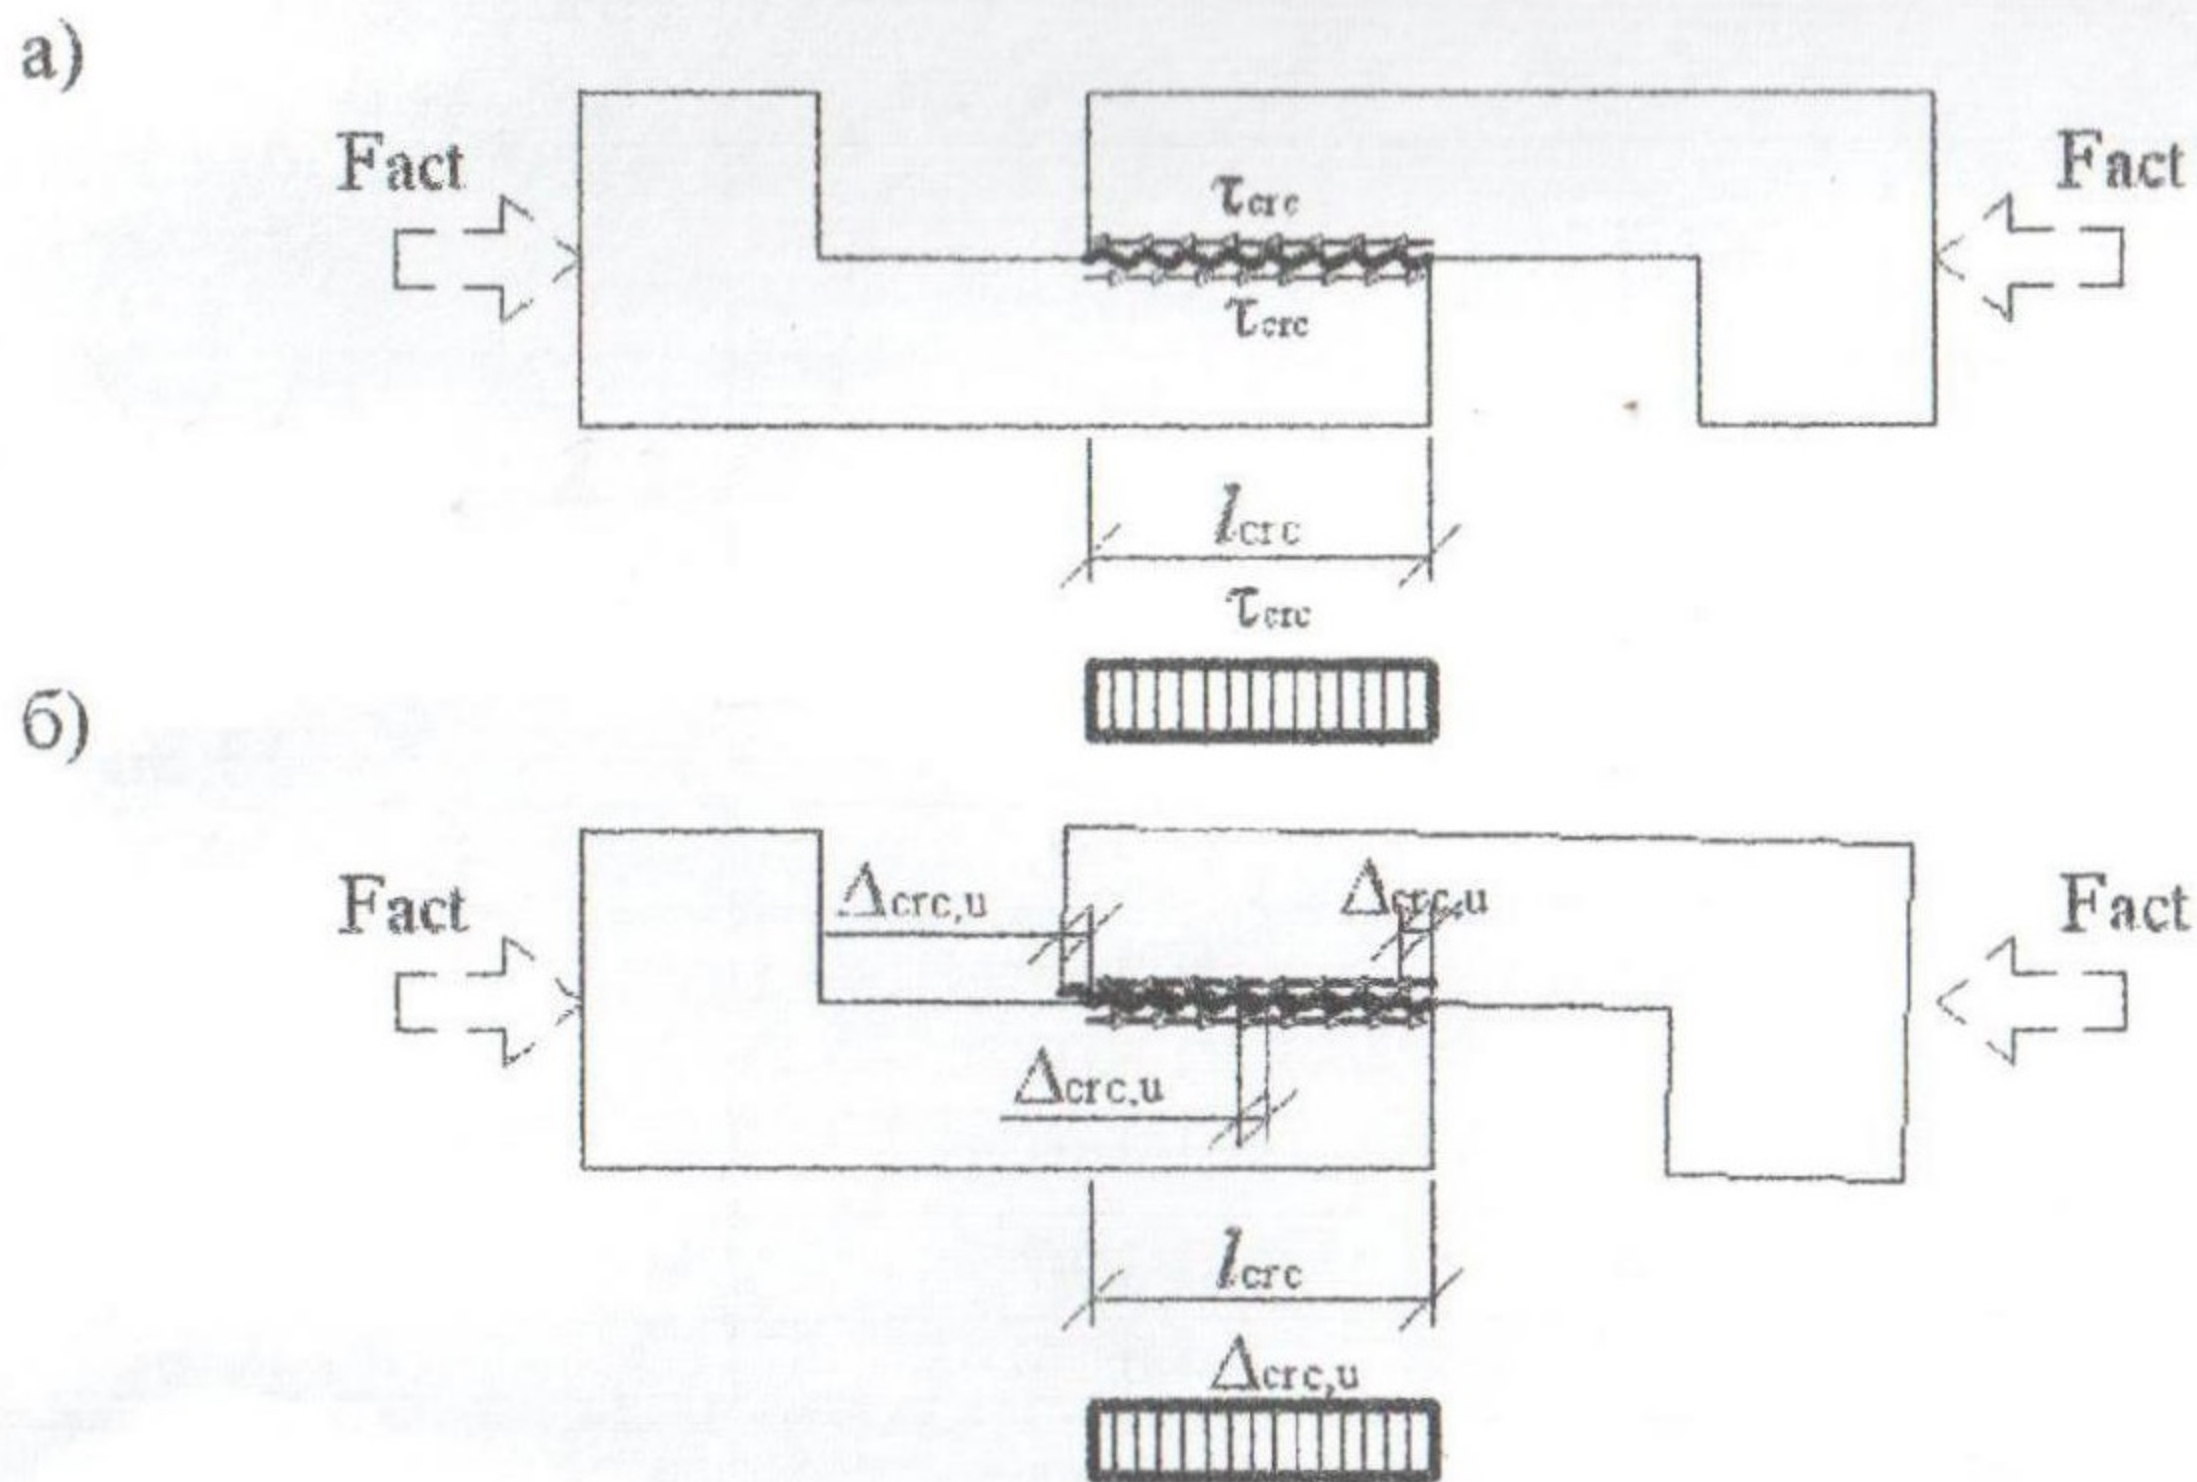 а)
Fact
Fact
τcrc
τcrc
lcrc
τcrc
б)
Δcrc,u
Δcrc,u
Fact
Fact
Δcrc,u
lcrc
Δcrc,u